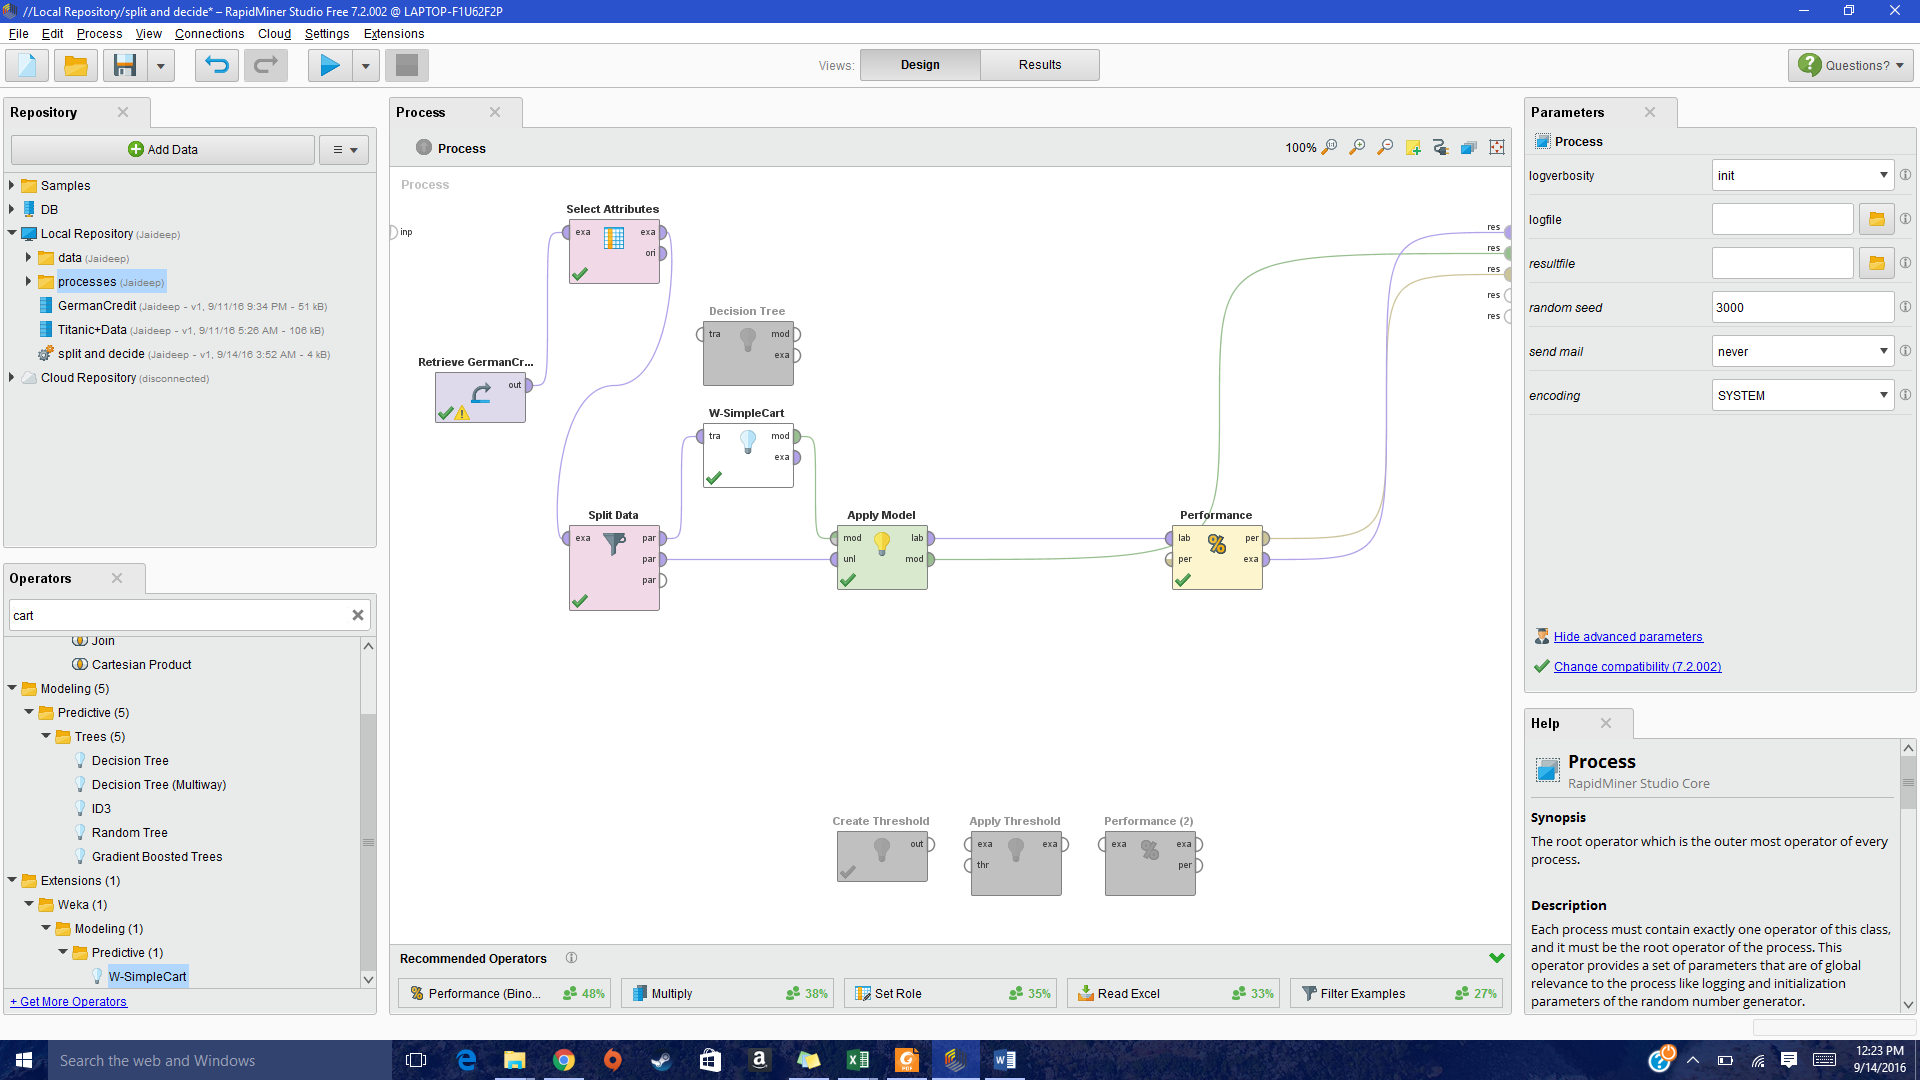 //Local Repository/split and decide* – RapidMiner Studio Free 7.2.002 @ LAPTOP-F1U62F2P
File Edit Process View Connections Cloud Settings Extensions
Views: Design Results
Questions?
Repository
Add Data
Samples
DB
Local Repository (Jaideep)
data (Jaideep)
processes (Jaideep)
GermanCredit (Jaideep - v1, 9/11/16 9:34 PM - 51 kB)
Titanic+Data (Jaideep - v1, 9/11/16 5:26 AM - 106 kB)
split and decide (Jaideep - v1, 9/14/16 3:52 AM - 4 kB)
Cloud Repository (disconnected)
Operators
cart
Join
Cartesian Product
Modeling (5)
Predictive (5)
Trees (5)
Decision Tree
Decision Tree (Multiway)
ID3
Random Tree
Gradient Boosted Trees
Extensions (1)
Weka (1)
Modeling (1)
Predictive (1)
W-SimpleCart
+ Get More Operators
Process
Process
100%
Process
inp
Select Attributes
exa exa
ori
Decision Tree
tra mod
exa
Retrieve GermanCr...
out
W-SimpleCart
tra mod
exa
Split Data
exa par
par
par
Apply Model
mod lab
unl mod
Performance
lab per
per exa
res
res
res
res
res
Create Threshold
out
Apply Threshold
exa exa
thr
Performance (2)
exa exa
per
Recommended Operators
Performance (Bino... 48%
Multiply 38%
Set Role 35%
Read Excel 33%
Filter Examples 27%
Parameters
Process
logverbosity init
logfile
resultfile
random seed 3000
send mail never
encoding SYSTEM
Hide advanced parameters
Change compatibility (7.2.002)
Help
Process
RapidMiner Studio Core
Synopsis
The root operator which is the outer most operator of every
process.
Description
Each process must contain exactly one operator of this class,
and it must be the root operator of the process. This
operator provides a set of parameters that are of global
relevance to the process like logging and initialization
parameters of the random number generator.
Search the web and Windows
12:23 PM
9/14/2016